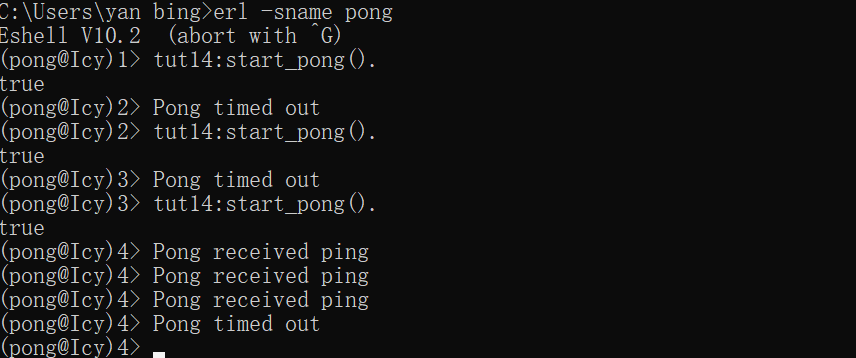 C:\Users\yan bing>erl -sname pong
Eshell V10.2  (abort with ^G)
(pong@Icy)1> tut14:start_pong().
true
(pong@Icy)2> Pong timed out
(pong@Icy)2> tut14:start_pong().
true
(pong@Icy)3> Pong timed out
(pong@Icy)3> tut14:start_pong().
true
(pong@Icy)4> Pong received ping
(pong@Icy)4> Pong received ping
(pong@Icy)4> Pong received ping
(pong@Icy)4> Pong timed out
(pong@Icy)4>